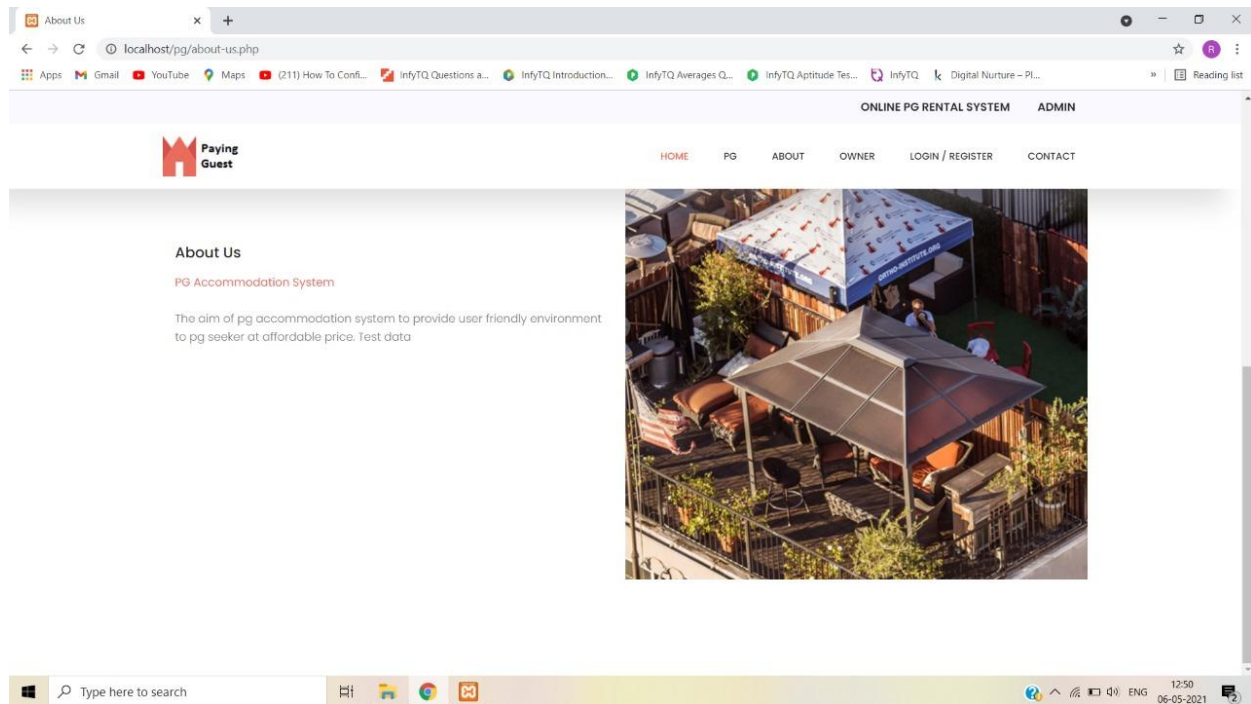 About Us
localhost/pg/about-us.php
R
Apps Gmail YouTube Maps (211) How To Confi... InfyTQ Questions a... InfyTQ Introduction... InfyTQ Averages Q... InfyTQ Aptitude Tes... InfyTQ Digital Nurture – Pl... » Reading list
ONLINE PG RENTAL SYSTEM ADMIN
Paying
Guest
HOME PG ABOUT OWNER LOGIN / REGISTER CONTACT
About Us
PG Accommodation System
The aim of pg accommodation system to provide user friendly environment
to pg seeker at affordable price. Test data
ORTHO-INSTITUTE.ORG
Type here to search
ENG
12:50
06-05-2021
2